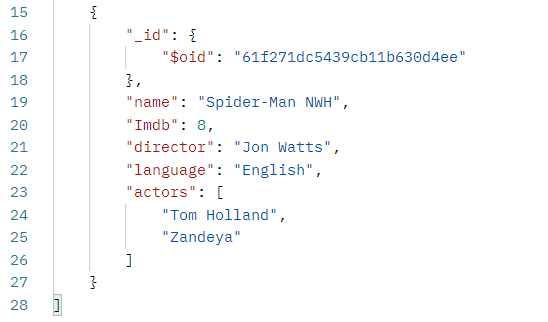 15 {
16 "_id": {
17 "$oid": "61f271dc5439cb11b630d4ee"
18 },
19 "name": "Spider-Man NWH",
20 "Imdb": 8,
21 "director": "Jon Watts",
22 "language": "English",
23 "actors": [
24 "Tom Holland",
25 "Zandeya"
26 ]
27 }
28 ]